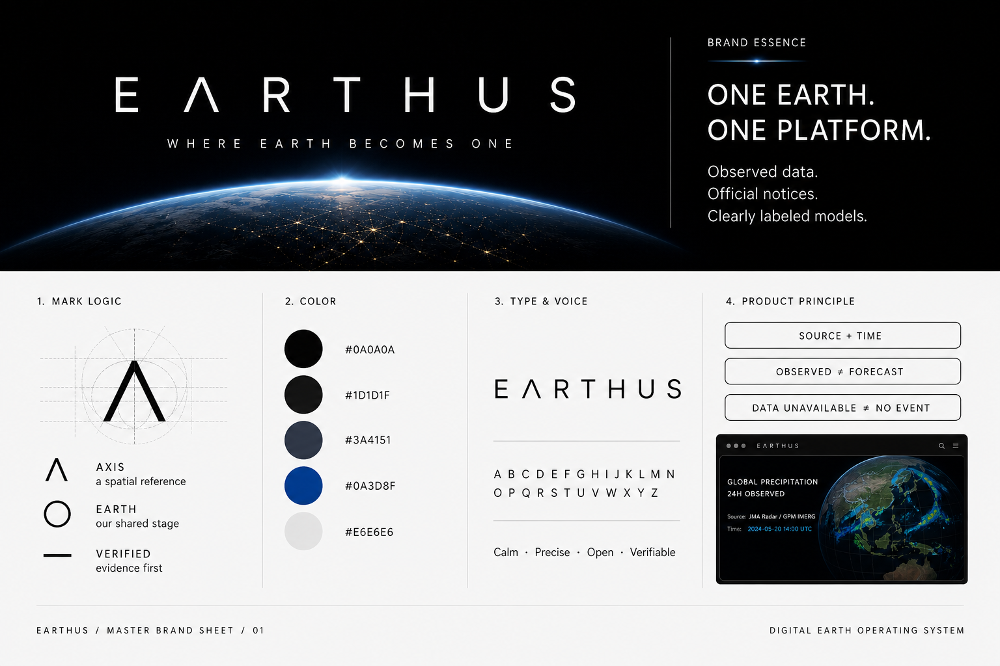 EΛRTHUS
WHERE EARTH BECOMES ONE
BRAND ESSENCE
ONE EARTH.
ONE PLATFORM.
Observed data.
Official notices.
Clearly labeled models.
1. MARK LOGIC
Λ
Λ
AXIS
a spatial reference
EARTH
our shared stage
VERIFIED
evidence first
2. COLOR
#0A0A0A
#1D1D1F
#3A4151
#0A3D8F
#E6E6E6
3. TYPE & VOICE
EΛRTHUS
A B C D E F G H I J K L M N
O P Q R S T U V W X Y Z
Calm · Precise · Open · Verifiable
4. PRODUCT PRINCIPLE
SOURCE + TIME
OBSERVED ≠ FORECAST
DATA UNAVAILABLE ≠ NO EVENT
EΛRTHUS
GLOBAL PRECIPITATION
24H OBSERVED
Source: JMA Radar / GPM IMERG
Time: 2024-05-20 14:00 UTC
EARTHUS / MASTER BRAND SHEET / 01
DIGITAL EARTH OPERATING SYSTEM